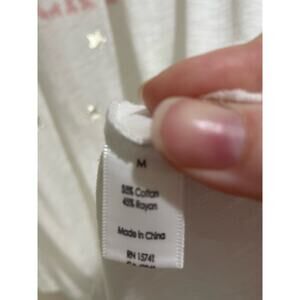 M
55% Cotton
45% Rayon
Made in China
RN 15741